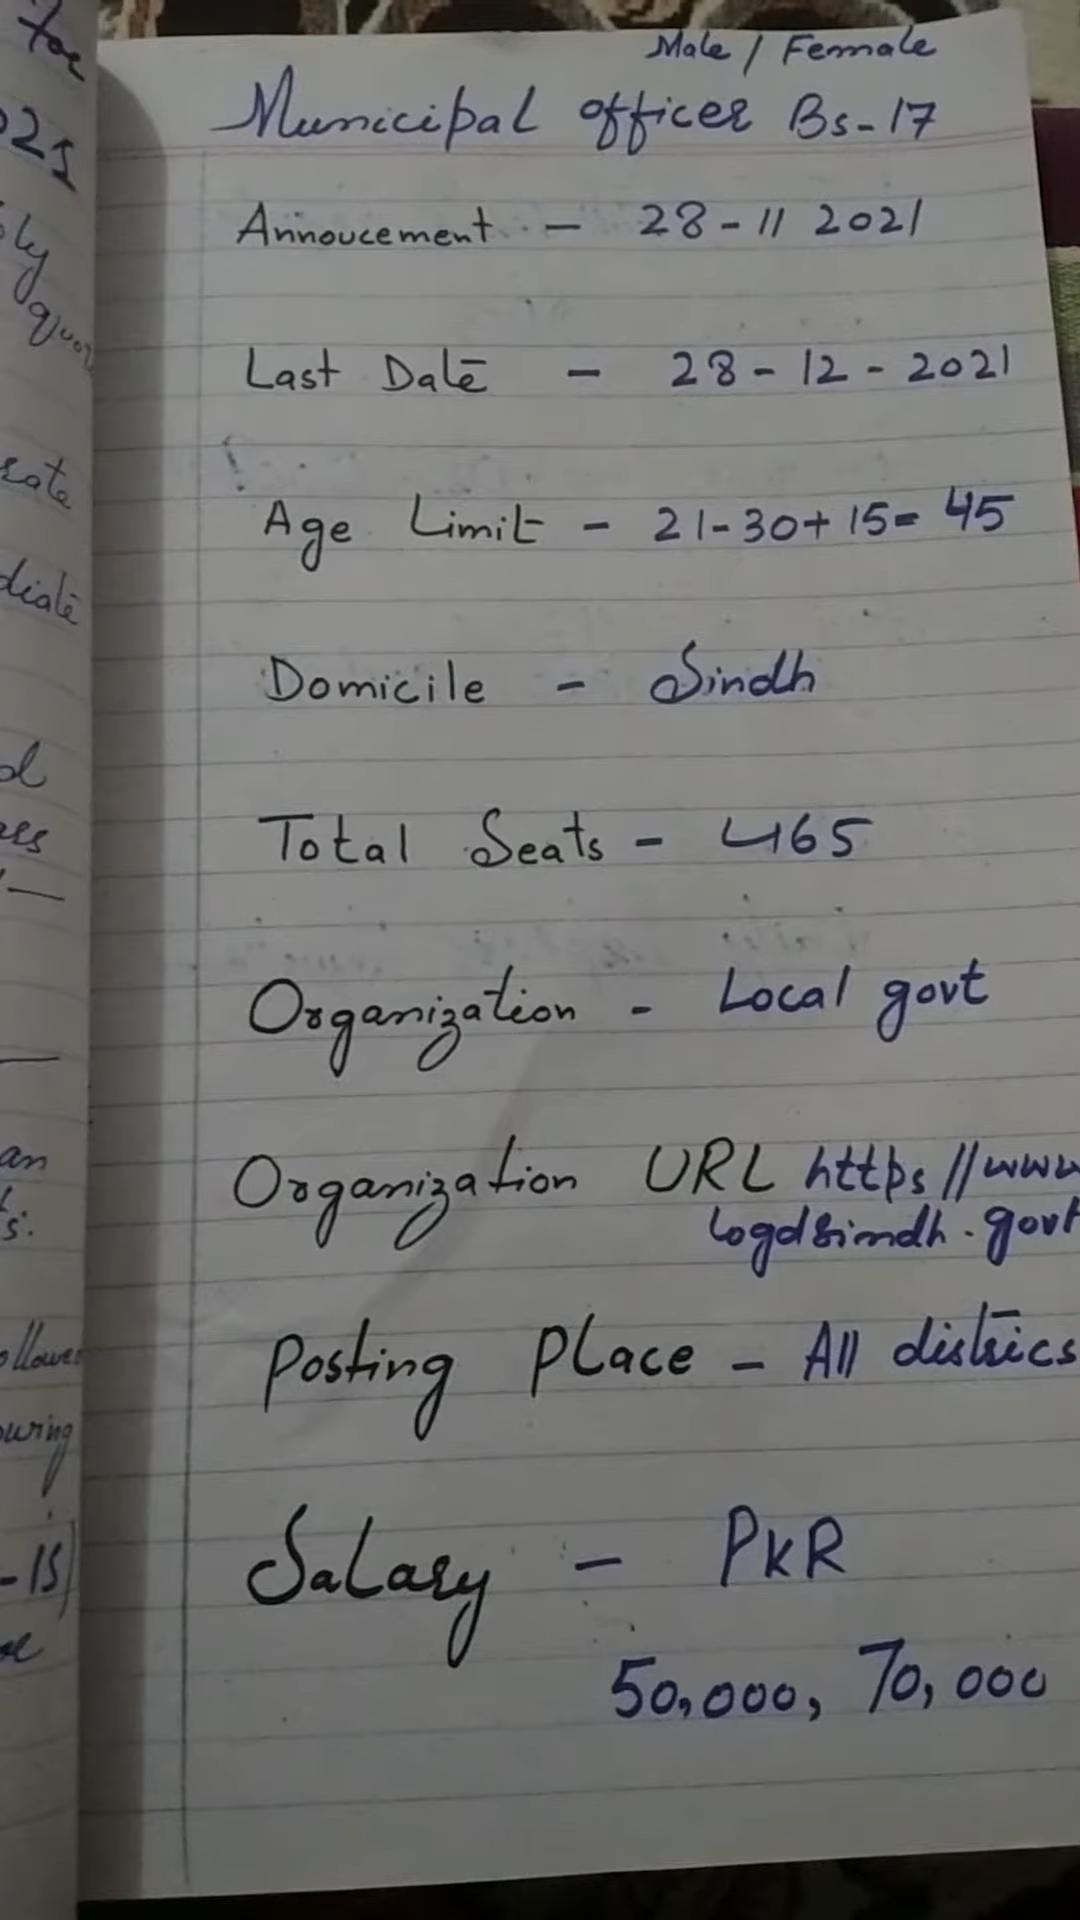 Male / Female
Municipal officer Bs-17
Annoucement - 28-11 2021
Last Date - 28-12-2021
Age Limit - 21-30+15= 45
Domicile - Sindh
Total Seats - 465
Organization - Local govt
Organization URL https//www
logdsindh.govt
Posting Place - All districs
Salary - PKR
50,000, 70,000